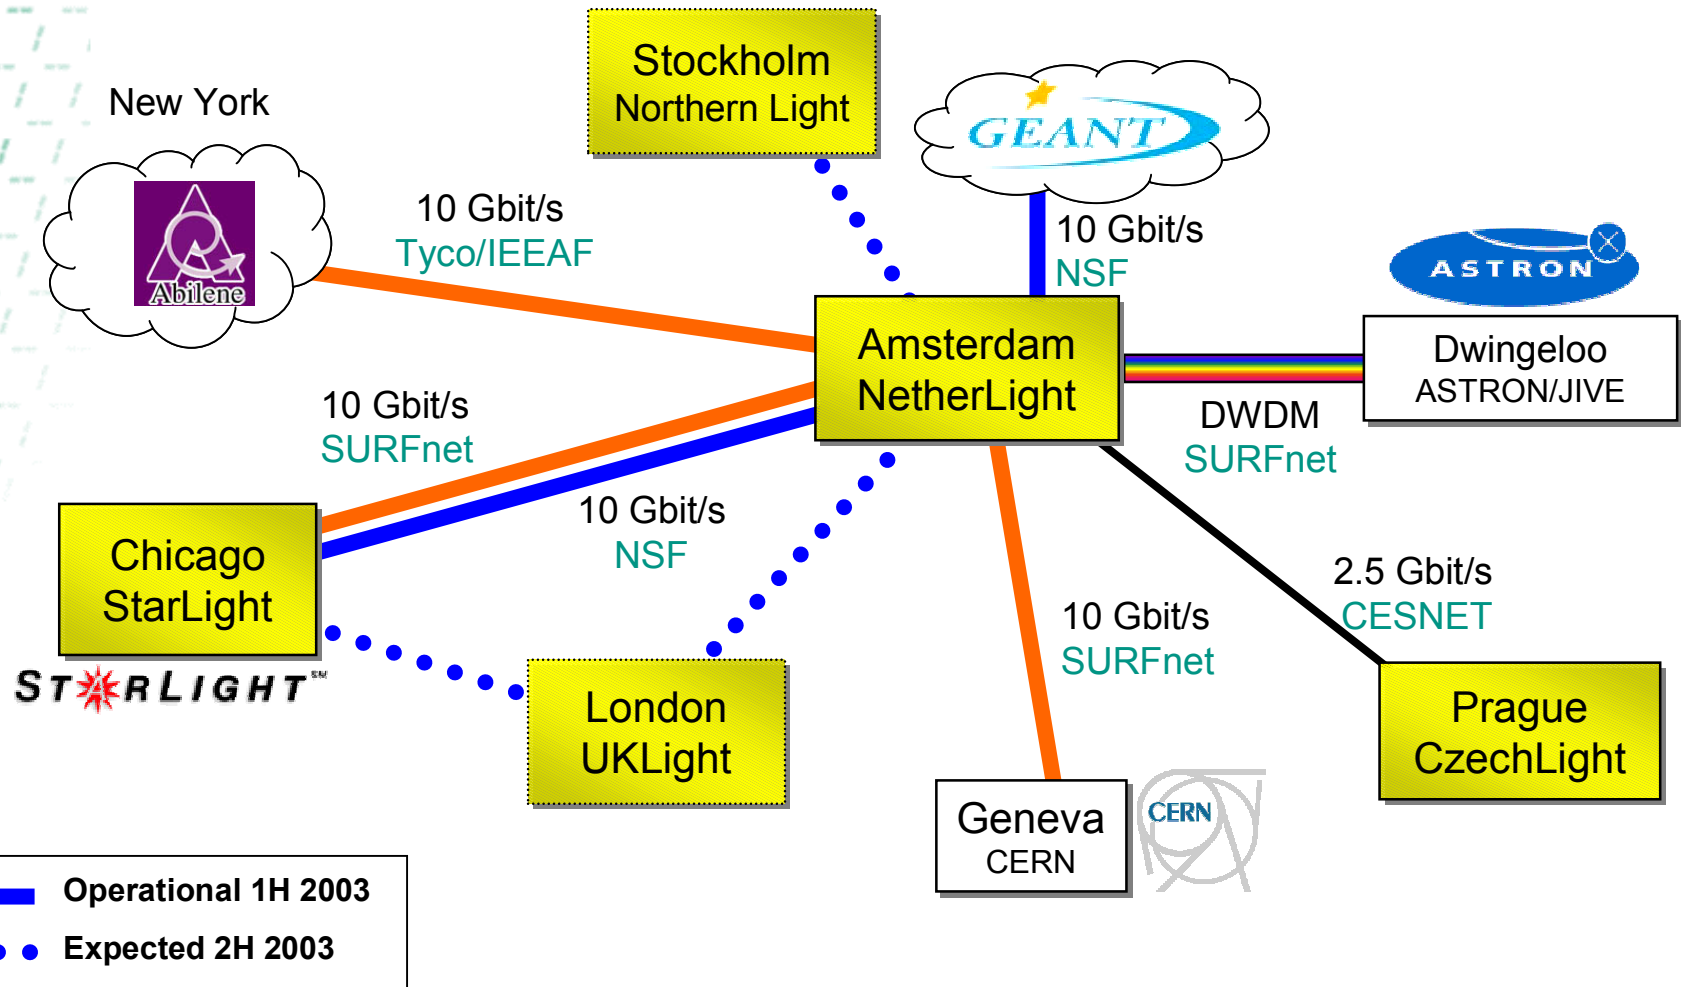 Stockholm
Northern Light
New York
GEANT
Abilene
10 Gbit/s
Tyco/IEEAF
10 Gbit/s
NSF
ASTRON
Amsterdam
NetherLight
Dwingeloo
ASTRON/JIVE
10 Gbit/s
SURFnet
DWDM
SURFnet
10 Gbit/s
NSF
Chicago
StarLight
STARLIGHT℠
2.5 Gbit/s
CESNET
10 Gbit/s
SURFnet
London
UKLight
Prague
CzechLight
Geneva
CERN
CERN
Operational 1H 2003
Expected 2H 2003